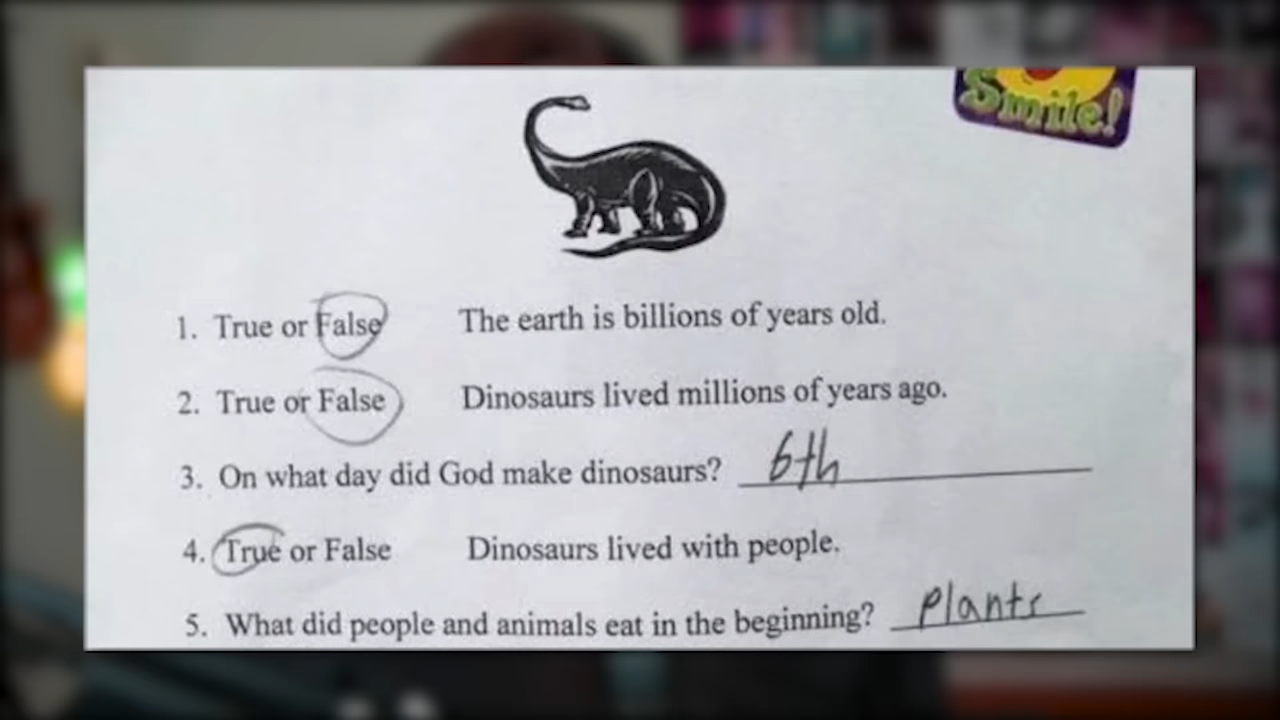 Smile!
1. True or False The earth is billions of years old.
2. True or False Dinosaurs lived millions of years ago.
3. On what day did God make dinosaurs? 6th
4. True or False Dinosaurs lived with people.
5. What did people and animals eat in the beginning? Plants